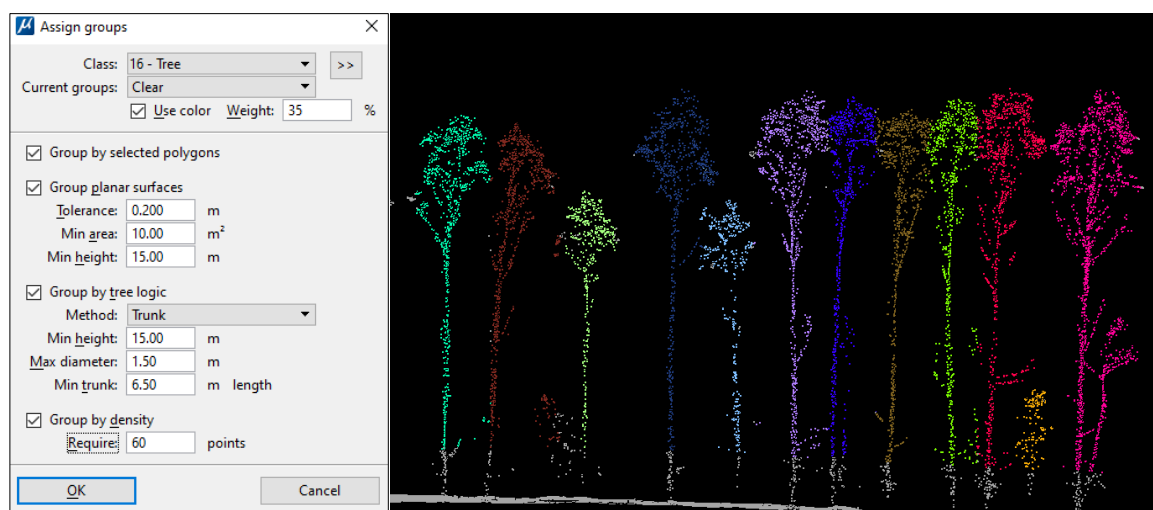 Assign groups
Class: 16 - Tree >>
Current groups: Clear
Use color Weight: 35 %
Group by selected polygons
Group planar surfaces
Tolerance: 0.200 m
Min area: 10.00 m²
Min height: 15.00 m
Group by tree logic
Method: Trunk
Min height: 15.00 m
Max diameter: 1.50 m
Min trunk: 6.50 m length
Group by density
Require: 60 points
OK Cancel